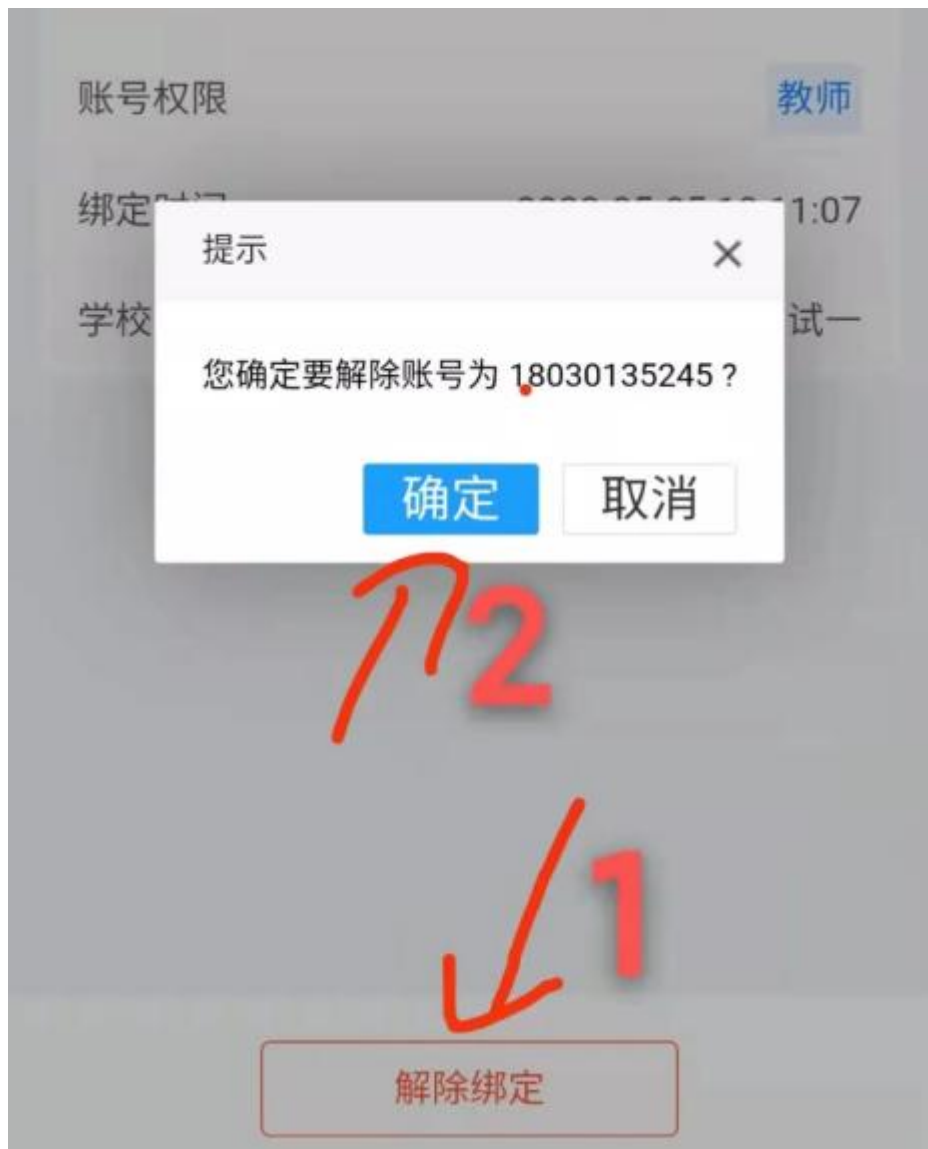 账号权限 教师
绑定 1:07
学校 试一
提示
您确定要解除账号为 18030135245？
确定 取消
2
1
解除绑定